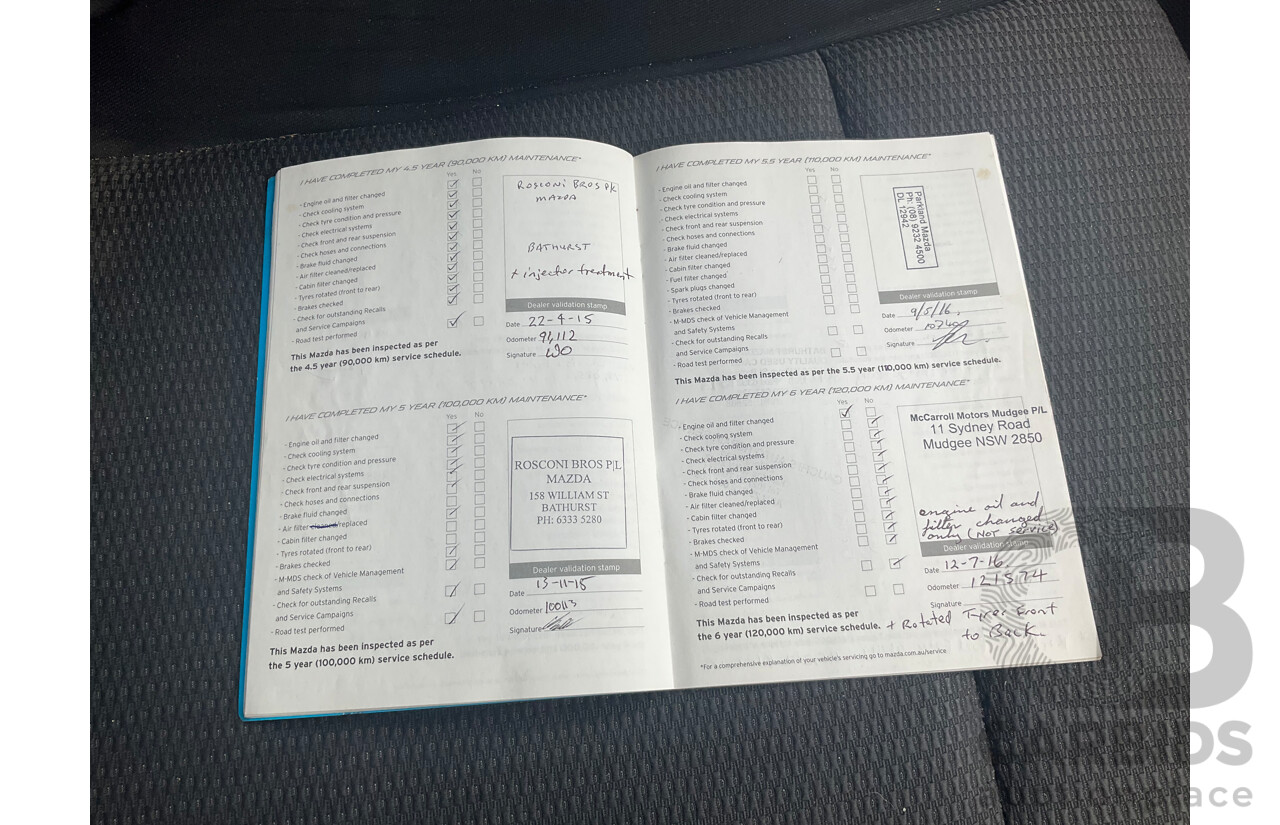 I HAVE COMPLETED MY 4.5 YEAR (90,000 KM) MAINTENANCE*
Yes No
- Engine oil and filter changed
- Check cooling system
- Check tyre condition and pressure
- Check electrical systems
- Check front and rear suspension
- Check hoses and connections
- Brake fluid changed
- Air filter cleaned/replaced
- Cabin filter changed
- Tyres rotated (front to rear)
- Brakes checked
- Check for outstanding Recalls
and Service Campaigns
- Road test performed
This Mazda has been inspected as per
the 4.5 year (90,000 km) service schedule.
ROSCONI BROS P/L
MAZDA
BATHURST
+ injector treatment
Dealer validation stamp
Date 22-4-15
Odometer 91,112
Signature
I HAVE COMPLETED MY 5 YEAR (100,000 KM) MAINTENANCE*
Yes No
- Engine oil and filter changed
- Check cooling system
- Check tyre condition and pressure
- Check electrical systems
- Check front and rear suspension
- Check hoses and connections
- Brake fluid changed
- Air filter cleaned/replaced
- Cabin filter changed
- Tyres rotated (front to rear)
- Brakes checked
- M-MDS check of Vehicle Management
and Safety Systems
- Check for outstanding Recalls
and Service Campaigns
- Road test performed
This Mazda has been inspected as per
the 5 year (100,000 km) service schedule.
ROSCONI BROS P|L
MAZDA
158 WILLIAM ST
BATHURST
PH: 6333 5280
Dealer validation stamp
Date 13-11-15
Odometer 100113
Signature
I HAVE COMPLETED MY 5.5 YEAR (110,000 KM) MAINTENANCE*
Yes No
- Engine oil and filter changed
- Check cooling system
- Check tyre condition and pressure
- Check electrical systems
- Check front and rear suspension
- Check hoses and connections
- Brake fluid changed
- Air filter cleaned/replaced
- Cabin filter changed
- Fuel filter changed
- Spark plugs changed
- Tyres rotated (front to rear)
- Brakes checked
- M-MDS check of Vehicle Management
and Safety Systems
- Check for outstanding Recalls
and Service Campaigns
- Road test performed
This Mazda has been inspected as per the 5.5 year (110,000 km) service schedule.
Parkland Mazda
Ph: (08) 9232 4500
DL 12942
Dealer validation stamp
Date 9/5/16
Odometer
Signature
I HAVE COMPLETED MY 6 YEAR (120,000 KM) MAINTENANCE*
Yes No
- Engine oil and filter changed
- Check cooling system
- Check tyre condition and pressure
- Check electrical systems
- Check front and rear suspension
- Check hoses and connections
- Brake fluid changed
- Air filter cleaned/replaced
- Cabin filter changed
- Tyres rotated (front to rear)
- Brakes checked
- M-MDS check of Vehicle Management
and Safety Systems
- Check for outstanding Recalls
and Service Campaigns
- Road test performed
This Mazda has been inspected as per
the 6 year (120,000 km) service schedule.
McCarroll Motors Mudgee P/L
11 Sydney Road
Mudgee NSW 2850
engine oil and
filter changed
only (NOT SERVICE)
Dealer validation stamp
Date 12-7-16
Odometer 121574
Signature
+ Rotated Tyres Front
to Back.
*For a comprehensive explanation of your vehicle's servicing go to mazda.com.au/service